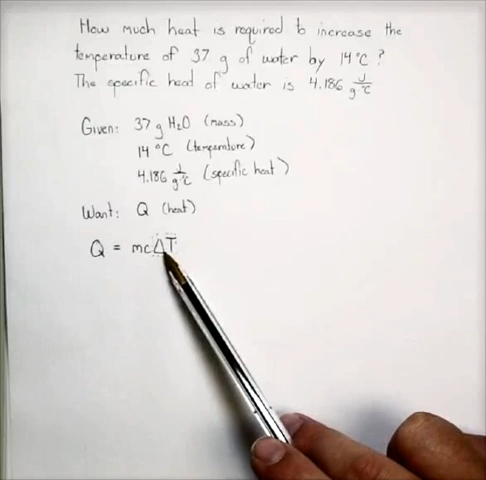 How much heat is required to increase the
temperature of 37 g of water by 14 °C ?
The specific heat of water is 4.186 J/g·°C
Given: 37 g H₂O (mass)
14 °C (temperature)
4.186 J/g·°C (specific heat)
Want: Q (heat)
Q = mcΔT